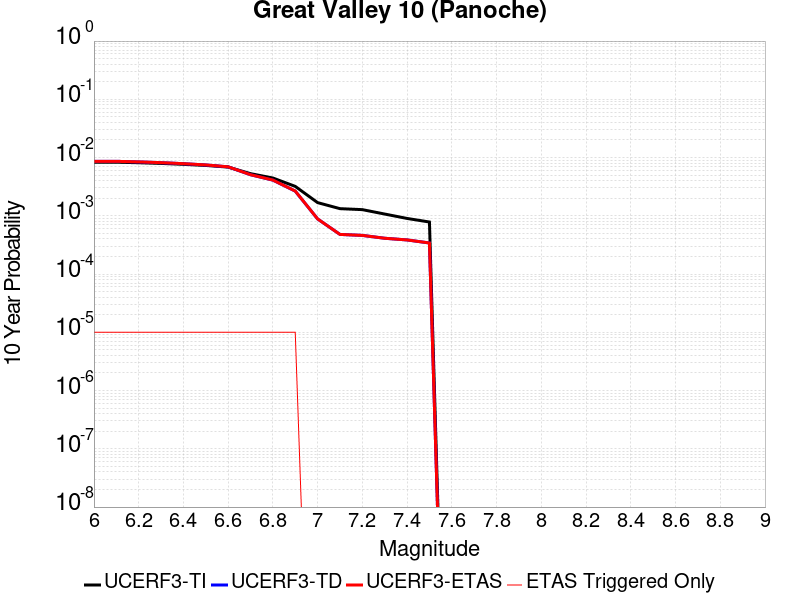 Great Valley 10 (Panoche)
10 Year Probability
10^0
10^-1
10^-2
10^-3
10^-4
10^-5
10^-6
10^-7
10^-8
6 6.2 6.4 6.6 6.8 7 7.2 7.4 7.6 7.8 8 8.2 8.4 8.6 8.8 9
Magnitude
UCERF3-TI UCERF3-TD UCERF3-ETAS ETAS Triggered Only